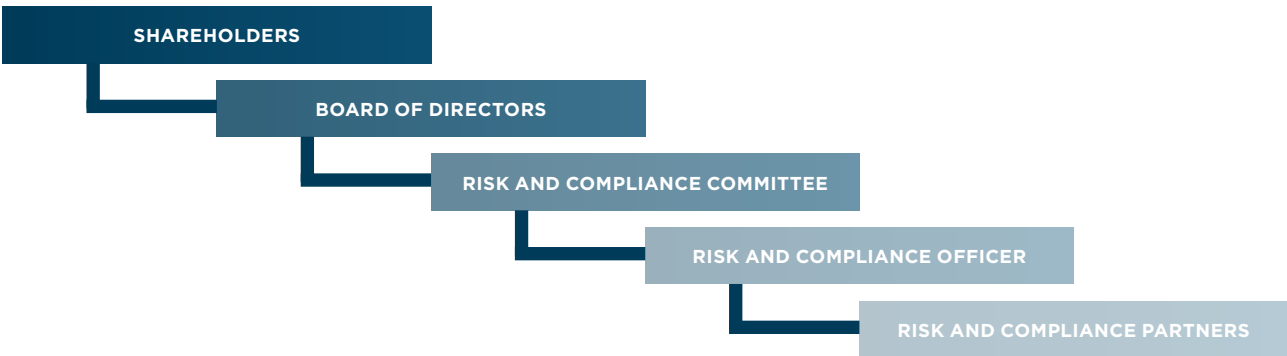 SHAREHOLDERS
BOARD OF DIRECTORS
RISK AND COMPLIANCE COMMITTEE
RISK AND COMPLIANCE OFFICER
RISK AND COMPLIANCE PARTNERS